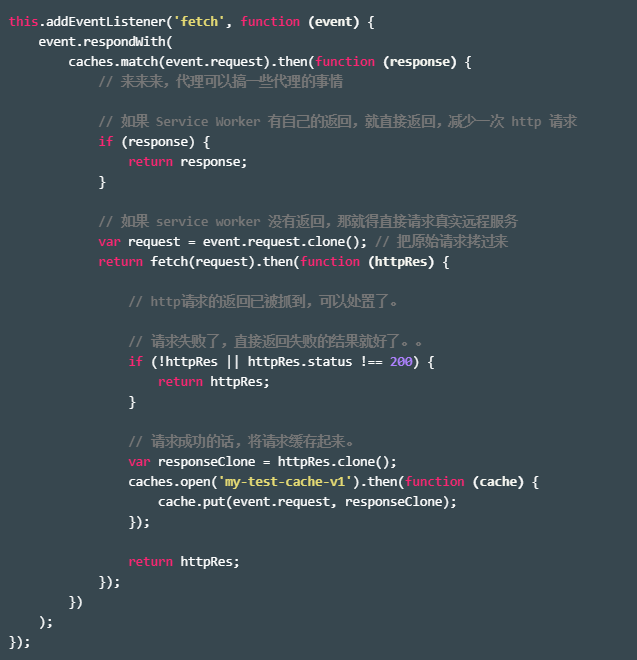 this.addEventListener('fetch', function (event) {
    event.respondWith(
        caches.match(event.request).then(function (response) {
            // 来来来，代理可以搞一些代理的事情

            // 如果 Service Worker 有自己的返回，就直接返回，减少一次 http 请求
            if (response) {
                return response;
            }

            // 如果 service worker 没有返回，那就得直接请求真实远程服务
            var request = event.request.clone(); // 把原始请求拷过来
            return fetch(request).then(function (httpRes) {

                // http请求的返回已被抓到，可以处置了。

                // 请求失败了，直接返回失败的结果就好了。。
                if (!httpRes || httpRes.status !== 200) {
                    return httpRes;
                }

                // 请求成功的话，将请求缓存起来。
                var responseClone = httpRes.clone();
                caches.open('my-test-cache-v1').then(function (cache) {
                    cache.put(event.request, responseClone);
                });

                return httpRes;
            });
        })
    );
});